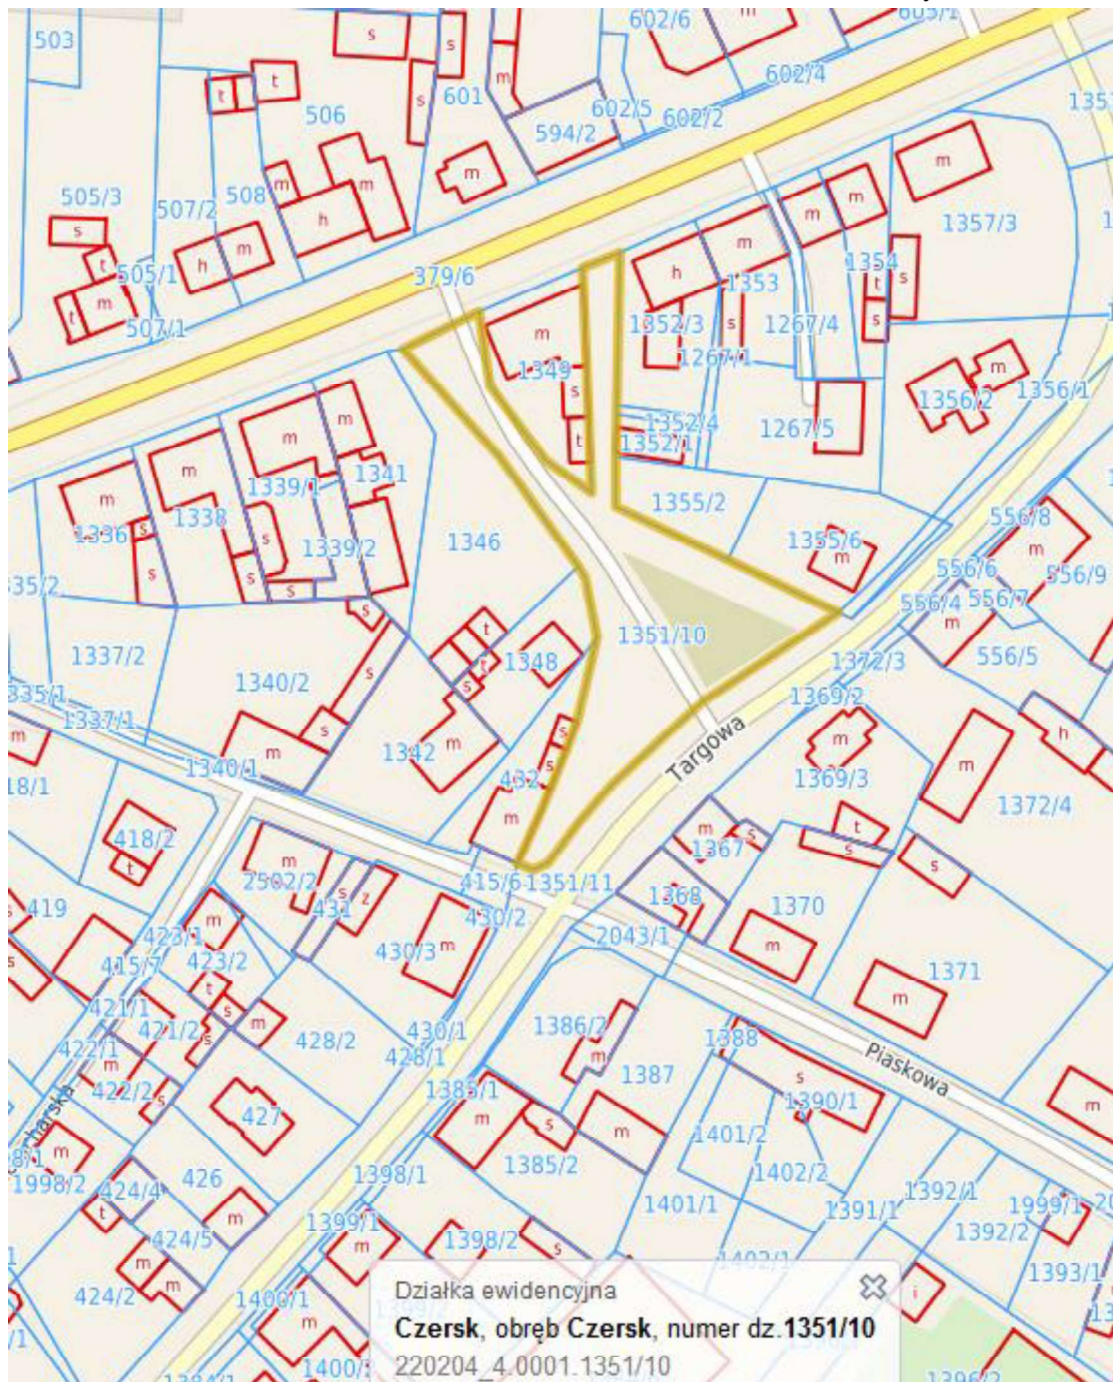 602/6
m
603/1
503
s
s
m
601
t
t
506
s
602/4
602/5
602/2
594/2
m
m
505/3
507/2
508
m
m
h
s
505/1
t
h
m
m
t
507/1
379/6
m
m
m
1357/3
h
m
1353
1354
t
s
s
s
m
1352/3
1267/4
1267/1
1349
s
t
1352/4
1352/1
1267/5
m
1356/2
1356/1
m
m
1341
m
1339/1
m
1338
1336
s
s
s
s
s
1339/2
1346
1355/2
1355/6
m
556/8
m
556/6
556/9
556/7
556/4
m
556/5
1337/2
s
s
1340/2
t
t
s
1348
1351/10
1372/3
1369/2
1337/1
m
m
s
1342
m
Targowa
m
1369/3
m
h
1372/4
1340/1
432
s
s
m
418/2
t
m
2502/2
s
z
431
415/6
1351/11
m
s
1367
t
s
s
1368
1370
419
m
423/1
423/2
415/7
430/2
430/3
m
2043/1
m
1371
m
s
t
s
s
m
421/1
421/2
422/1
m
422/2
s
428/2
430/1
428/1
427
1386/2
m
1387
1388
s
1390/1
Piaskowa
m
1385/1
m
s
m
1385/2
1401/2
1402/2
m
1998/2
424/4
t
426
m
424/5
1398/1
1399/1
m
1398/2
s
1401/1
1402/1
1391/1
1392/1
1392/2
1999/1
1393/1
m
m
424/2
1400/1
m
i
Działka ewidencyjna
Czersk, obręb Czersk, numer dz.1351/10
220204_4.0001.1351/10
1396/2